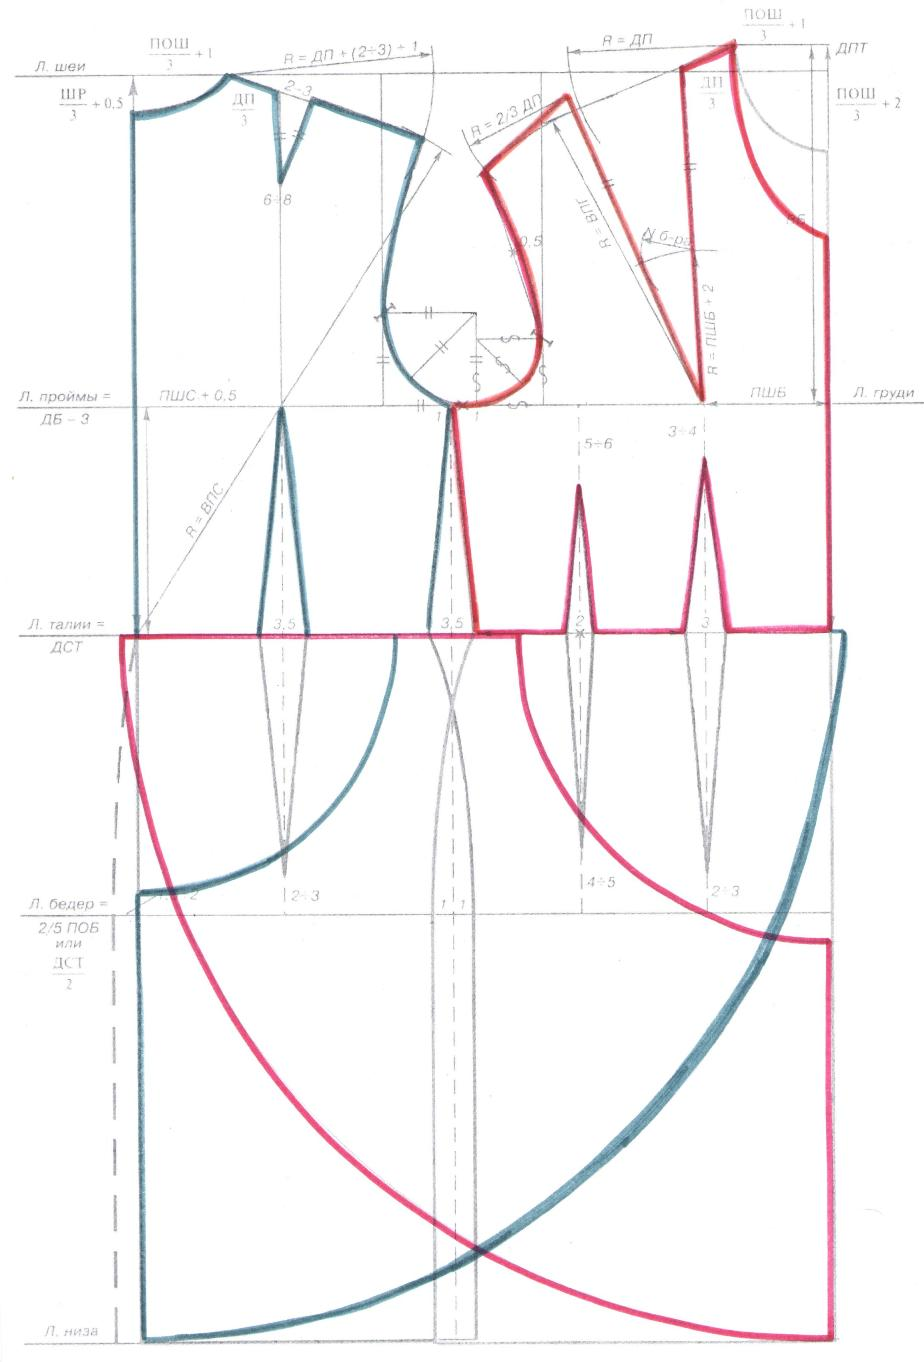 ПОШ/3 + 1
R = ДП + (2÷3) ÷ 1
R = ДП
ПОШ/3 + 1
ДПТ
Л. шеи
ШР/3 + 0,5
ДП/3
2-3
R = 2/3 ДП
ДП/3
ПОШ/3 + 2
6÷8
0,5
R = ВПГ
R = ПШБ + 2
Л. проймы =
ДБ – 3
ПШС + 0,5
1
1
ПШБ
Л. груди
5÷6
3÷4
R = ВПС
Л. талии =
ДСТ
3,5
3,5
2
3
Л. бедер =
2/5 ПОБ
или
ДСТ/2
2÷3
1
1
4÷5
2÷3
Л. низа